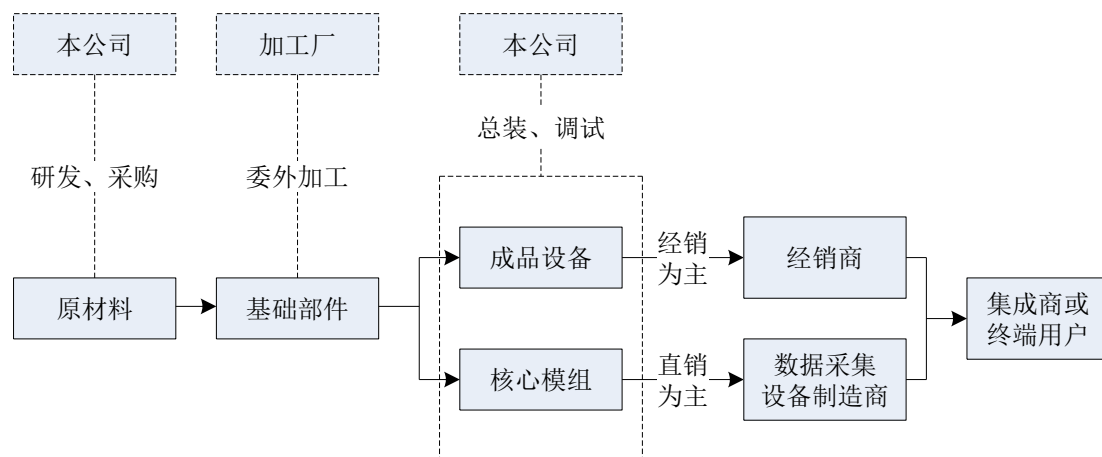 本公司
加工厂
本公司
总装、调试
研发、采购
委外加工
成品设备
经销
为主
经销商
原材料
基础部件
集成商或
终端用户
核心模组
直销
为主
数据采集
设备制造商